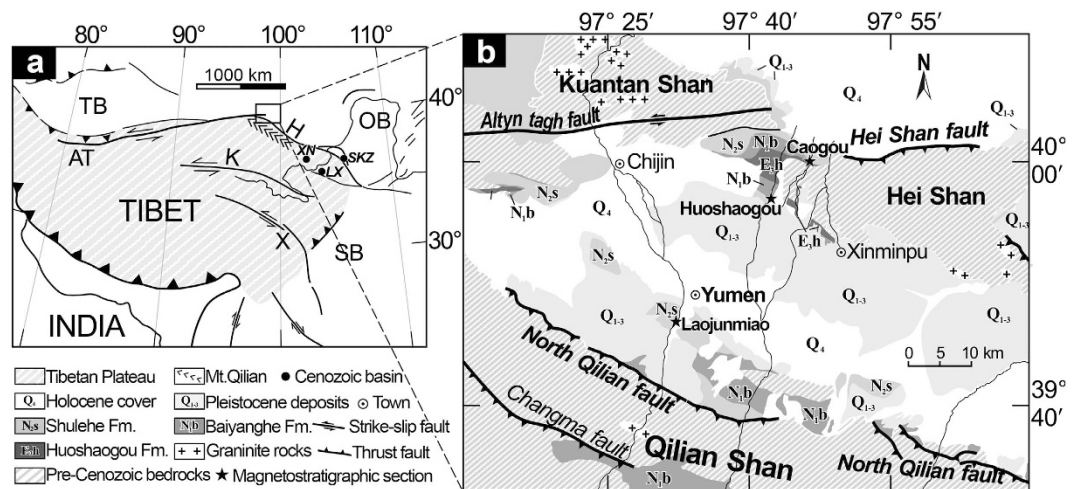 a
80°
90°
100°
110°
1000 km
40°
30°
TB
OB
AT
H
XN
SKZ
LX
K
TIBET
X
SB
INDIA
Tibetan Plateau
Mt.Qilian
Cenozoic basin
Q₄ Holocene cover
Q₁₋₃ Pleistocene deposits
Town
N₂s Shulehe Fm.
N₁b Baiyanghe Fm.
Strike-slip fault
E₃h Huoshaogou Fm.
Graninite rocks
Thrust fault
Pre-Cenozoic bedrocks
Magnetostratigraphic section
b
97° 25′
97° 40′
97° 55′
N
Q₁₋₃
Kuantan Shan
Q₄
Q₁₋₃
Altyn tagh fault
Hei Shan fault
N₂s
N₁b
Caogou
40°
00′
Chijin
E₃h
N₁b
N₂s
N₁b
Q₄
Huoshaogou
Hei Shan
Q₁₋₃
E₃h
Q₁₋₃
Xinminpu
N₂s
Yumen
Q₁₋₃
Q₁₋₃
N₂s
Laojunmiao
Q₁₋₃
Q₄
0 5 10 km
North Qilian fault
N₁b
N₂s
Q₁₋₃
N₁b
39°
40′
Changma fault
Qilian Shan
North Qilian fault
N₁b